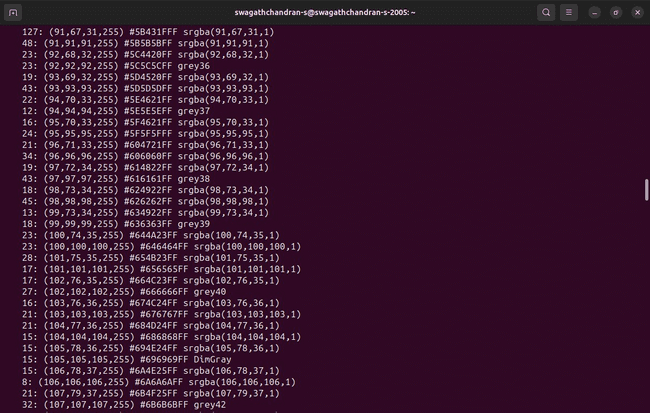 swagathchandran-s@swagathchandran-s-2005: ~
127: (91,67,31,255) #5B431FFF srgba(91,67,31,1)
48: (91,91,91,255) #5B5B5BFF srgba(91,91,91,1)
23: (92,68,32,255) #5C4420FF srgba(92,68,32,1)
23: (92,92,92,255) #5C5C5CFF grey36
19: (93,69,32,255) #5D4520FF srgba(93,69,32,1)
43: (93,93,93,255) #5D5D5DFF srgba(93,93,93,1)
22: (94,70,33,255) #5E4621FF srgba(94,70,33,1)
12: (94,94,94,255) #5E5E5EFF grey37
16: (95,70,33,255) #5F4621FF srgba(95,70,33,1)
24: (95,95,95,255) #5F5F5FFF srgba(95,95,95,1)
21: (96,71,33,255) #604721FF srgba(96,71,33,1)
34: (96,96,96,255) #606060FF srgba(96,96,96,1)
19: (97,72,34,255) #614822FF srgba(97,72,34,1)
43: (97,97,97,255) #616161FF grey38
18: (98,73,34,255) #624922FF srgba(98,73,34,1)
45: (98,98,98,255) #626262FF srgba(98,98,98,1)
13: (99,73,34,255) #634922FF srgba(99,73,34,1)
18: (99,99,99,255) #636363FF grey39
23: (100,74,35,255) #644A23FF srgba(100,74,35,1)
23: (100,100,100,255) #646464FF srgba(100,100,100,1)
28: (101,75,35,255) #654B23FF srgba(101,75,35,1)
17: (101,101,101,255) #656565FF srgba(101,101,101,1)
17: (102,76,35,255) #664C23FF srgba(102,76,35,1)
27: (102,102,102,255) #666666FF grey40
16: (103,76,36,255) #674C24FF srgba(103,76,36,1)
21: (103,103,103,255) #676767FF srgba(103,103,103,1)
21: (104,77,36,255) #684D24FF srgba(104,77,36,1)
15: (104,104,104,255) #686868FF srgba(104,104,104,1)
15: (105,78,36,255) #694E24FF srgba(105,78,36,1)
15: (105,105,105,255) #696969FF DimGray
15: (106,78,37,255) #6A4E25FF srgba(106,78,37,1)
8: (106,106,106,255) #6A6A6AFF srgba(106,106,106,1)
21: (107,79,37,255) #6B4F25FF srgba(107,79,37,1)
32: (107,107,107,255) #6B6B6BFF grey42